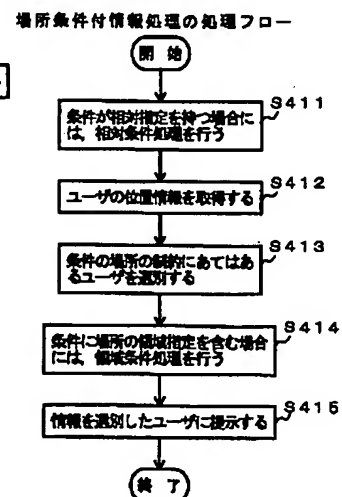 場所条件付情報処理の処理フロー
開 始
S411
条件が相対指定を持つ場合に
は、相対条件処理を行う
S412
ユーザの位置情報を取得する
S413
条件の場所の制約にあてはま
るユーザを選別する
S414
条件に場所の領域指定を含む場合
には、領域条件処理を行う
S415
情報を選別したユーザに提示する
終 了